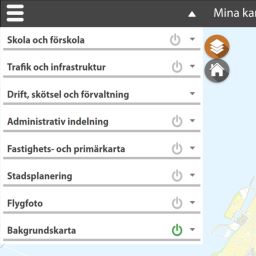 Mina
Skola och förskola
Trafik och infrastruktur
Drift, skötsel och förvaltning
Administrativ indelning
Fastighets- och primärkarta
Stadsplanering
Flygfoto
Bakgrundskarta